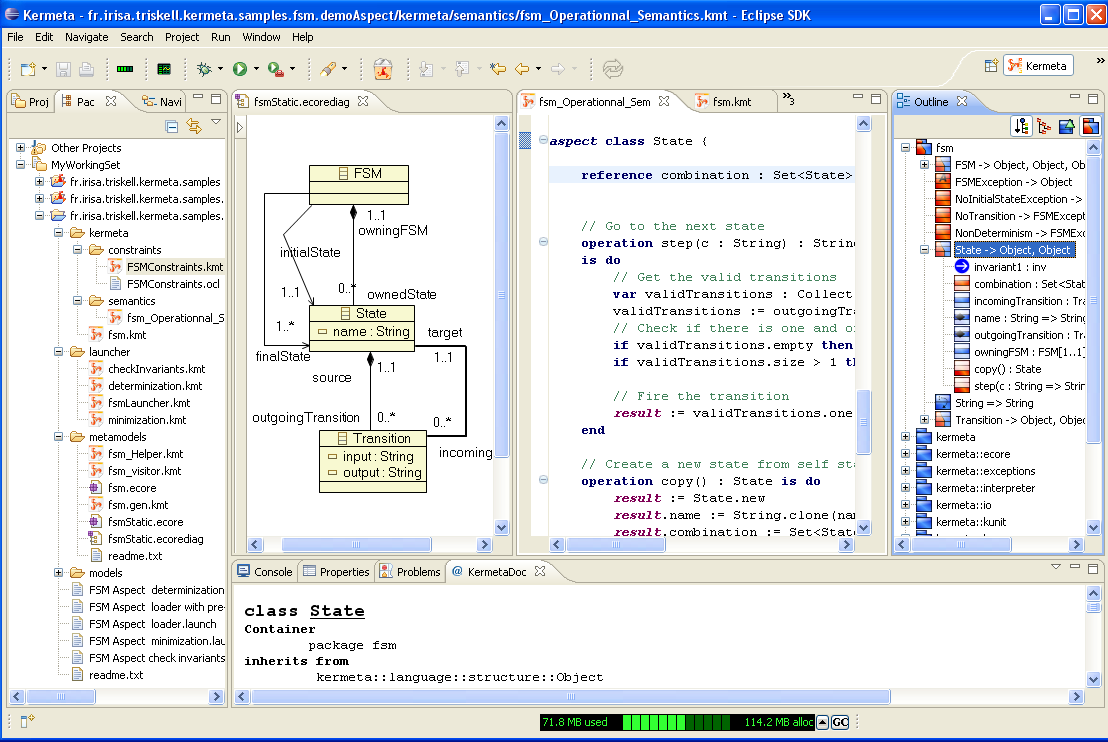 Kermeta - fr.irisa.triskell.kermeta.samples.fsm.demoAspect/kermeta/semantics/fsm_Operationnal_Semantics.kmt - Eclipse SDK
File Edit Navigate Search Project Run Window Help
Kermeta
Proj Pac Navi
Other Projects
MyWorkingSet
fr.irisa.triskell.kermeta.samples
fr.irisa.triskell.kermeta.samples.
fr.irisa.triskell.kermeta.samples.
kermeta
constraints
FSMConstraints.kmt
FSMConstraints.ocl
semantics
fsm_Operationnal_S
fsm.kmt
launcher
checkInvariants.kmt
determinization.kmt
fsmLauncher.kmt
minimization.kmt
metamodels
fsm_Helper.kmt
fsm_visitor.kmt
fsm.ecore
fsm.gen.kmt
fsmStatic.ecore
fsmStatic.ecorediag
readme.txt
models
FSM Aspect determinization
FSM Aspect loader with pre-
FSM Aspect loader.launch
FSM Aspect minimization.lau
FSM Aspect check invariants
readme.txt
fsmStatic.ecorediag
FSM
1..1
owningFSM
initialState
0..*
1..1
ownedState
State
name : String
1..*
target
finalState
1..1
1..1
source
outgoingTransition
0..*
0..*
Transition
incoming
input : String
output : String
fsm_Operationnal_Sem fsm.kmt »3
aspect class State {
reference combination : Set<State>
// Go to the next state
operation step(c : String) : String
is do
// Get the valid transitions
var validTransitions : Collect
validTransitions := outgoingTra
// Check if there is one and on
if validTransitions.empty then
if validTransitions.size > 1 th
// Fire the transition
result := validTransitions.one
end
// Create a new state from self sta
operation copy() : State is do
result := State.new
result.name := String.clone(nam
result.combination := Set<State
Outline
fsm
FSM -> Object, Object, Ob
FSMException -> Object
NoInitialStateException ->
NoTransition -> FSMExcept
NonDeterminism -> FSMExc
State -> Object, Object
invariant1 : inv
combination : Set<Stat
incomingTransition : Tra
name : String => String
outgoingTransition : Tra
owningFSM : FSM[1..1]
copy() : State
step(c : String => Strin
String => String
Transition -> Object, Object
kermeta
kermeta::ecore
kermeta::exceptions
kermeta::interpreter
kermeta::io
kermeta::kunit
Console Properties Problems @ KermetaDoc
class State
Container
package fsm
inherits from
kermeta::language::structure::Object
71.8 MB used 114.2 MB alloc GC